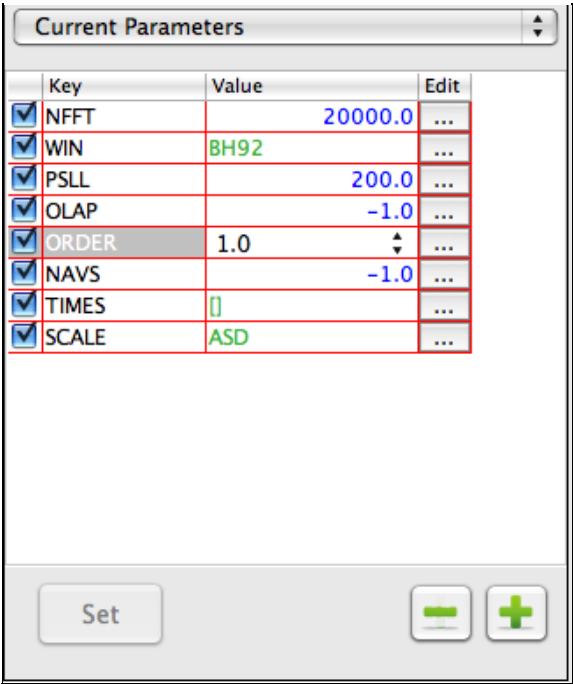 Current Parameters
Key Value Edit
NFFT 20000.0 ...
WIN BH92 ...
PSLL 200.0 ...
OLAP -1.0 ...
ORDER 1.0 ...
NAVS -1.0 ...
TIMES [] ...
SCALE ASD ...
Set